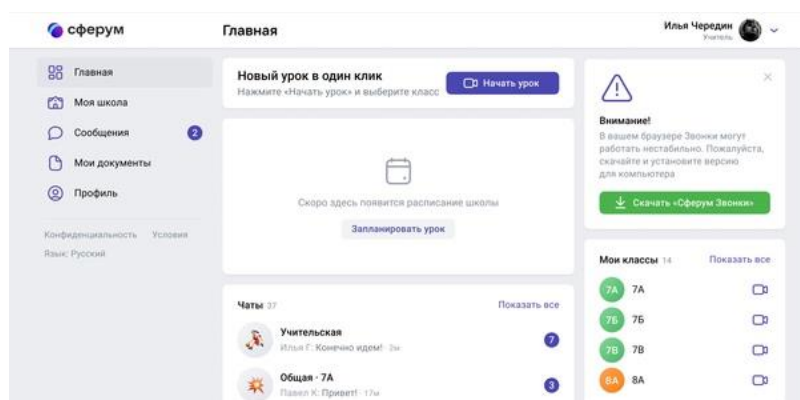 сферум
Главная
Илья Чередин
Учитель
Главная
Моя школа
Сообщения 2
Мои документы
Профиль
Конфиденциальность Условия
Язык: Русский
Новый урок в один клик
Нажмите «Начать урок» и выберите класс
Начать урок
Скоро здесь появится расписание школы
Запланировать урок
Чаты 37 Показать все
Учительская
Илья Г: Конечно идем! · 2м
7
Общая · 7А
Павел К: Привет! · 17м
3
Внимание!
В вашем браузере Звонки могут
работать нестабильно. Пожалуйста,
скачайте и установите версию
для компьютера
Скачать «Сферум Звонки»
Мои классы 14 Показать все
7А 7А
7Б 7Б
7В 7В
8А 8А